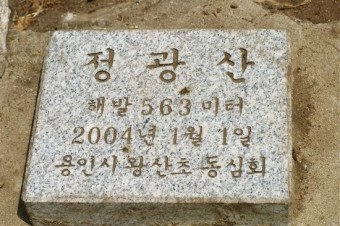 정 광 산
해발 563 미터
2004년 1월 1일
용인시 왕산초 동심회